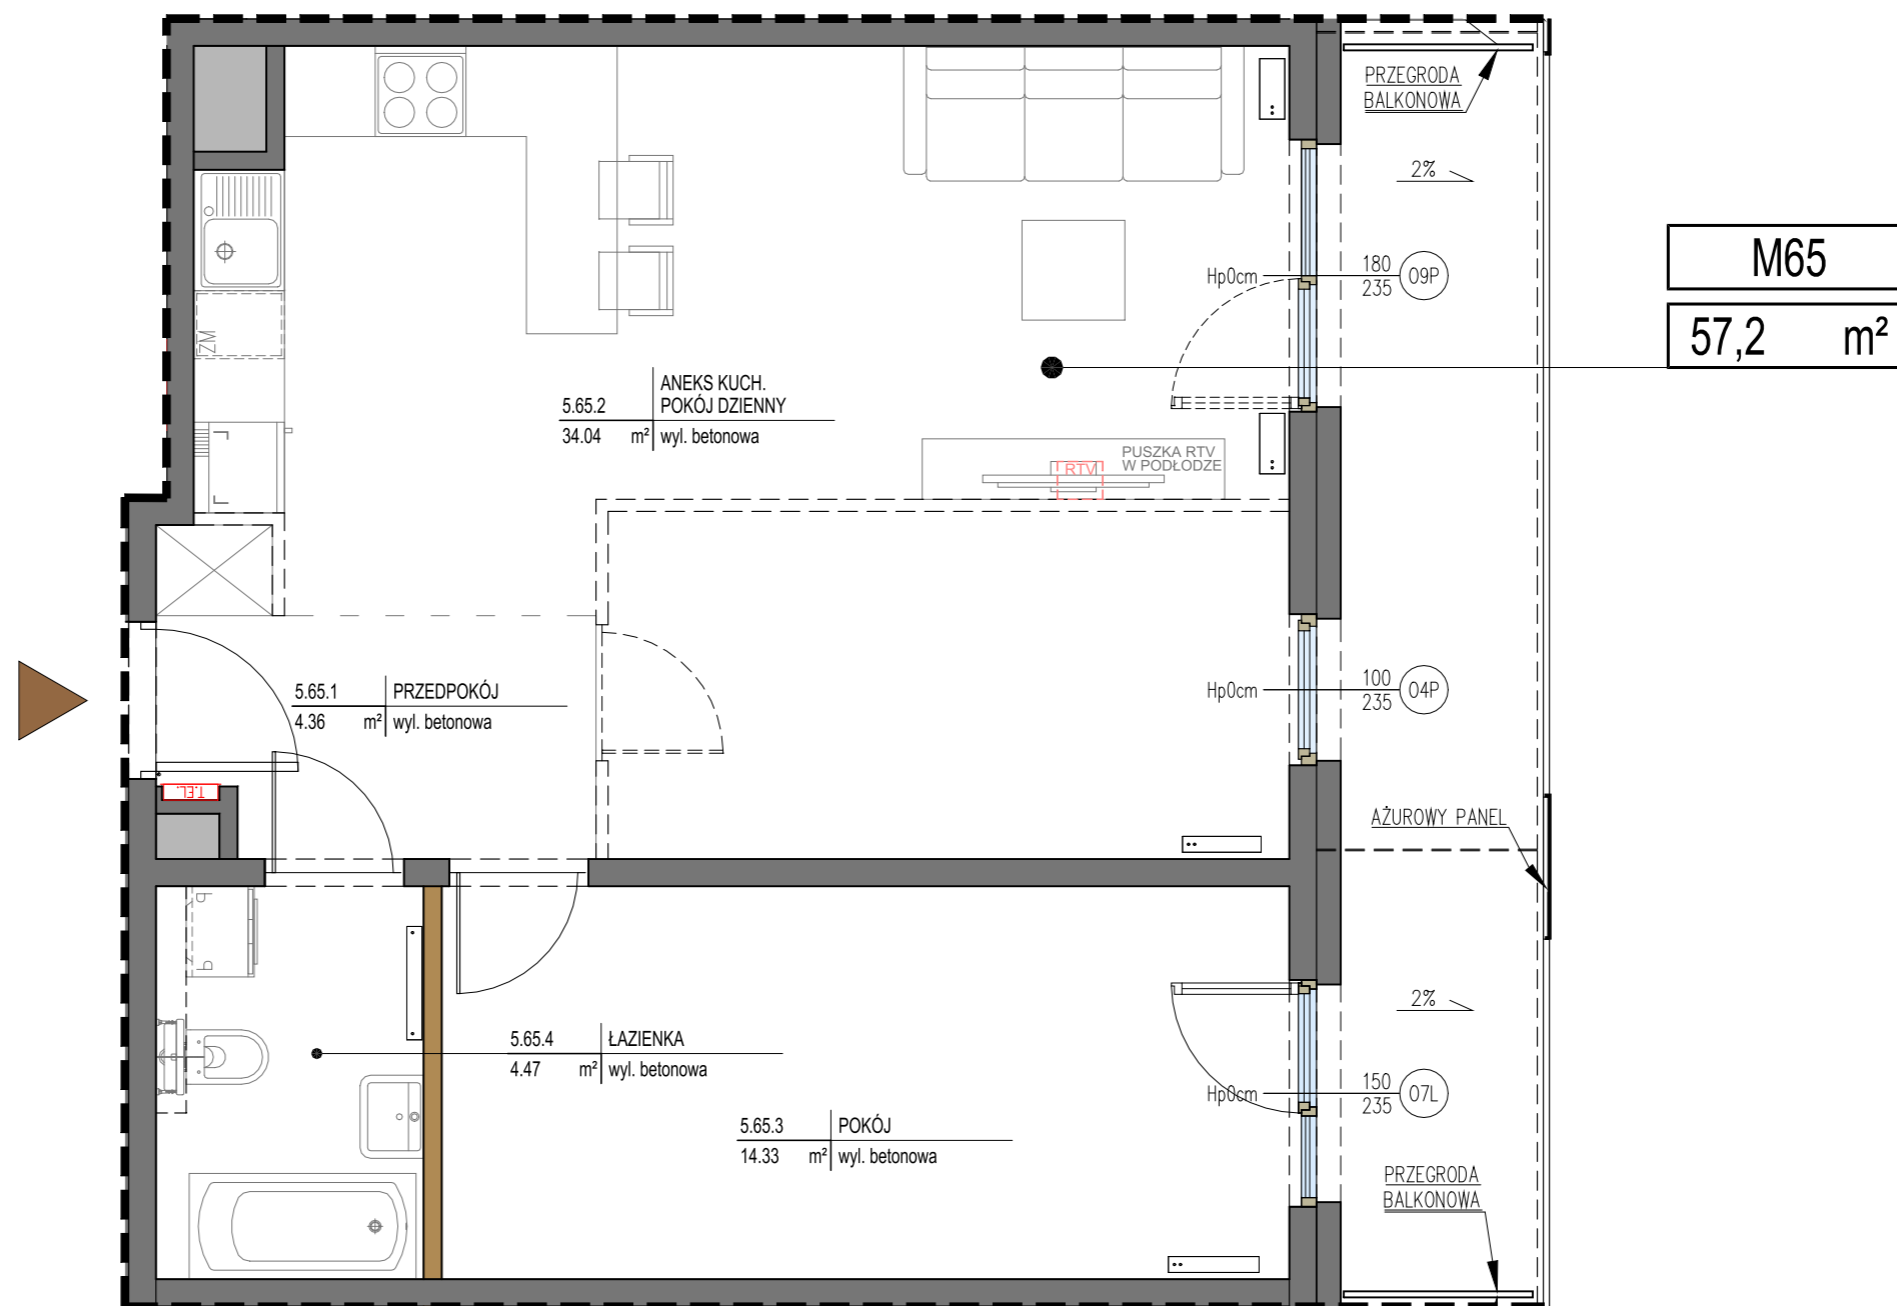 PRZEGRODA
BALKONOWA
2%
M65
57,2 m²
Hp0cm
180
235
09P
ZM
ANEKS KUCH.
5.65.2 POKÓJ DZIENNY
34.04 m² wyl. betonowa
PUSZKA RTV
W PODŁODZE
RTV
5.65.1 PRZEDPOKÓJ
4.36 m² wyl. betonowa
Hp0cm
100
235
04P
T.EL.
AŻUROWY PANEL
2%
5.65.4 ŁAZIENKA
4.47 m² wyl. betonowa
Hp0cm
150
235
07L
5.65.3 POKÓJ
14.33 m² wyl. betonowa
PRZEGRODA
BALKONOWA